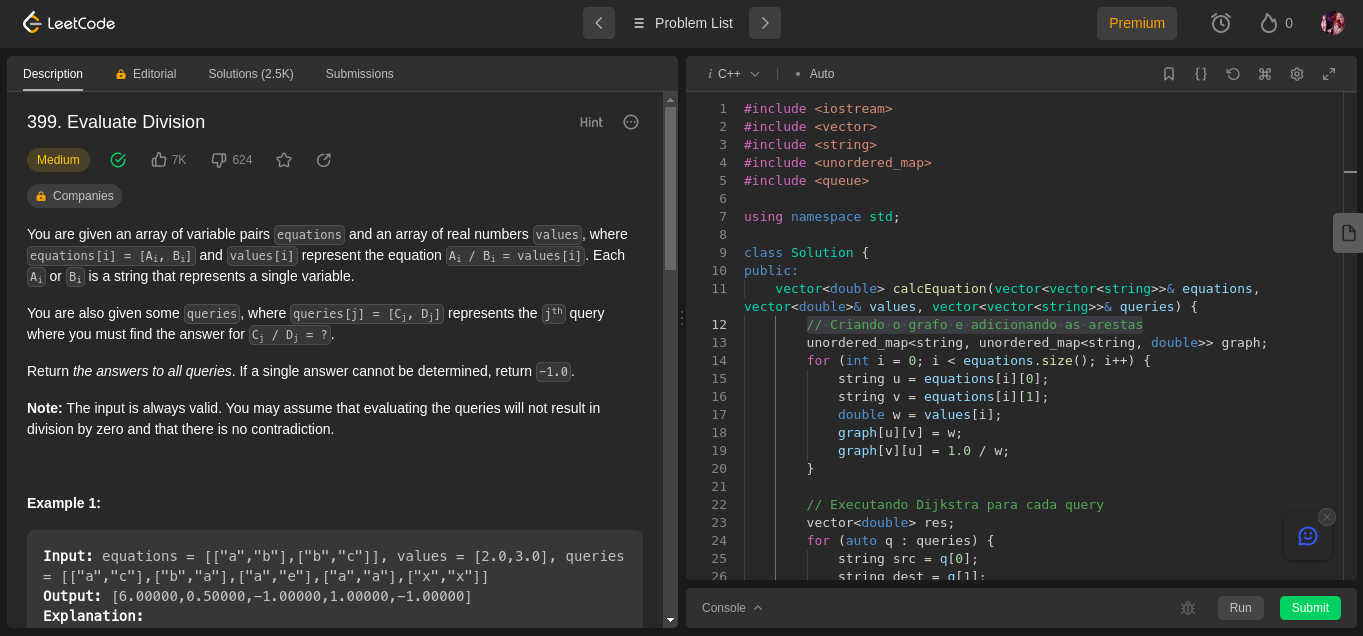 LeetCode
Problem List
Premium
0
Description
Editorial
Solutions (2.5K)
Submissions
399. Evaluate Division
Hint
Medium
7K
624
Companies
You are given an array of variable pairs equations and an array of real numbers values, where
equations[i] = [Aᵢ, Bᵢ] and values[i] represent the equation Aᵢ / Bᵢ = values[i]. Each
Aᵢ or Bᵢ is a string that represents a single variable.
You are also given some queries, where queries[j] = [Cⱼ, Dⱼ] represents the jᵗʰ query
where you must find the answer for Cⱼ / Dⱼ = ?.
Return the answers to all queries. If a single answer cannot be determined, return -1.0.
Note: The input is always valid. You may assume that evaluating the queries will not result in
division by zero and that there is no contradiction.
Example 1:
Input: equations = [["a","b"],["b","c"]], values = [2.0,3.0], queries
= [["a","c"],["b","a"],["a","e"],["a","a"],["x","x"]]
Output: [6.00000,0.50000,-1.00000,1.00000,-1.00000]
Explanation:
i C++
Auto
1 #include <iostream>
2 #include <vector>
3 #include <string>
4 #include <unordered_map>
5 #include <queue>
6
7 using namespace std;
8
9 class Solution {
10 public:
11 vector<double> calcEquation(vector<vector<string>>& equations,
vector<double>& values, vector<vector<string>>& queries) {
12 // Criando o grafo e adicionando as arestas
13 unordered_map<string, unordered_map<string, double>> graph;
14 for (int i = 0; i < equations.size(); i++) {
15 string u = equations[i][0];
16 string v = equations[i][1];
17 double w = values[i];
18 graph[u][v] = w;
19 graph[v][u] = 1.0 / w;
20 }
21
22 // Executando Dijkstra para cada query
23 vector<double> res;
24 for (auto q : queries) {
25 string src = q[0];
26 string dest = q[1];
Console
Run
Submit